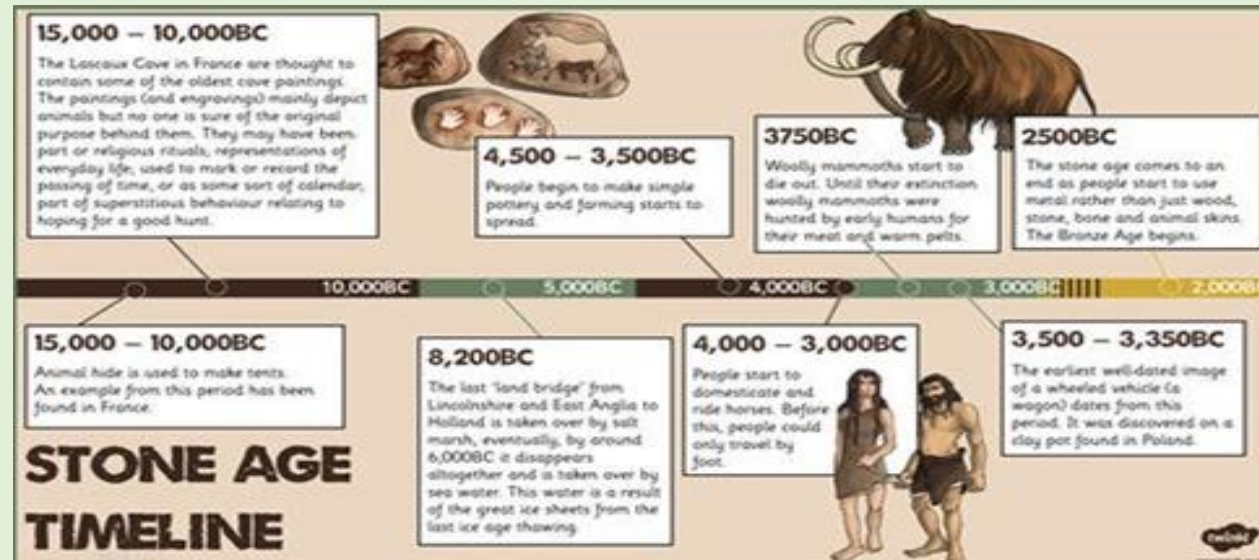 15,000 – 10,000BC
The Lascaux Cave in France are thought to
contain some of the oldest cave paintings.
The paintings (and engravings) mainly depict
animals but no one is sure of the original
purpose behind them. They may have been
part or religious rituals, representations of
everyday life, used to mark or record the
passing of time, or as some sort of calendar,
part of superstitious behaviour relating to
hoping for a good hunt.
4,500 – 3,500BC
People begin to make simple
pottery and farming starts to
spread.
3750BC
Woolly mammoths start to
die out. Until their extinction
woolly mammoths were
hunted by early humans for
their meat and warm pelts.
2500BC
The stone age comes to an
end as people start to use
metal rather than just wood,
stone, bone and animal skins.
The Bronze Age begins.
10,000BC 5,000BC 4,000BC 3,000BC 2,000B
15,000 – 10,000BC
Animal hide is used to make tents.
An example from this period has been
found in France.
8,200BC
The last 'land bridge' from
Lincolnshire and East Anglia to
Holland is taken over by salt
marsh, eventually, by around
6,000BC it disappears
altogether and is taken over by
sea water. This water is a result
of the great ice sheets from the
last ice age thawing.
4,000 – 3,000BC
People start to
domesticate and
ride horses. Before
this, people could
only travel by
foot.
3,500 – 3,350BC
The earliest well-dated image
of a wheeled vehicle (a
wagon) dates from this
period. It was discovered on a
clay pot found in Poland.
STONE AGE
TIMELINE
twinkl